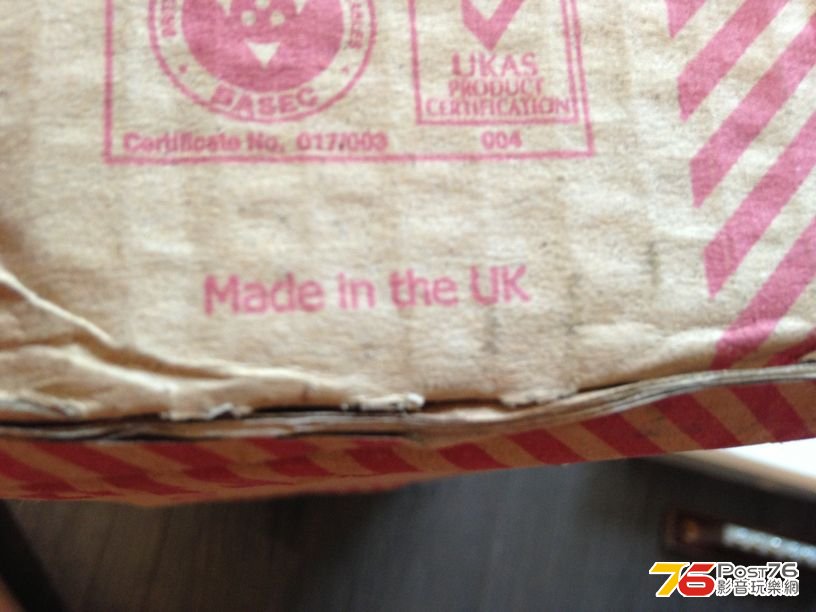 BASEC
UKAS
PRODUCT
CERTIFICATION
Certificate No. 017/003
004
Made in the UK
76 Post76
影音玩樂網